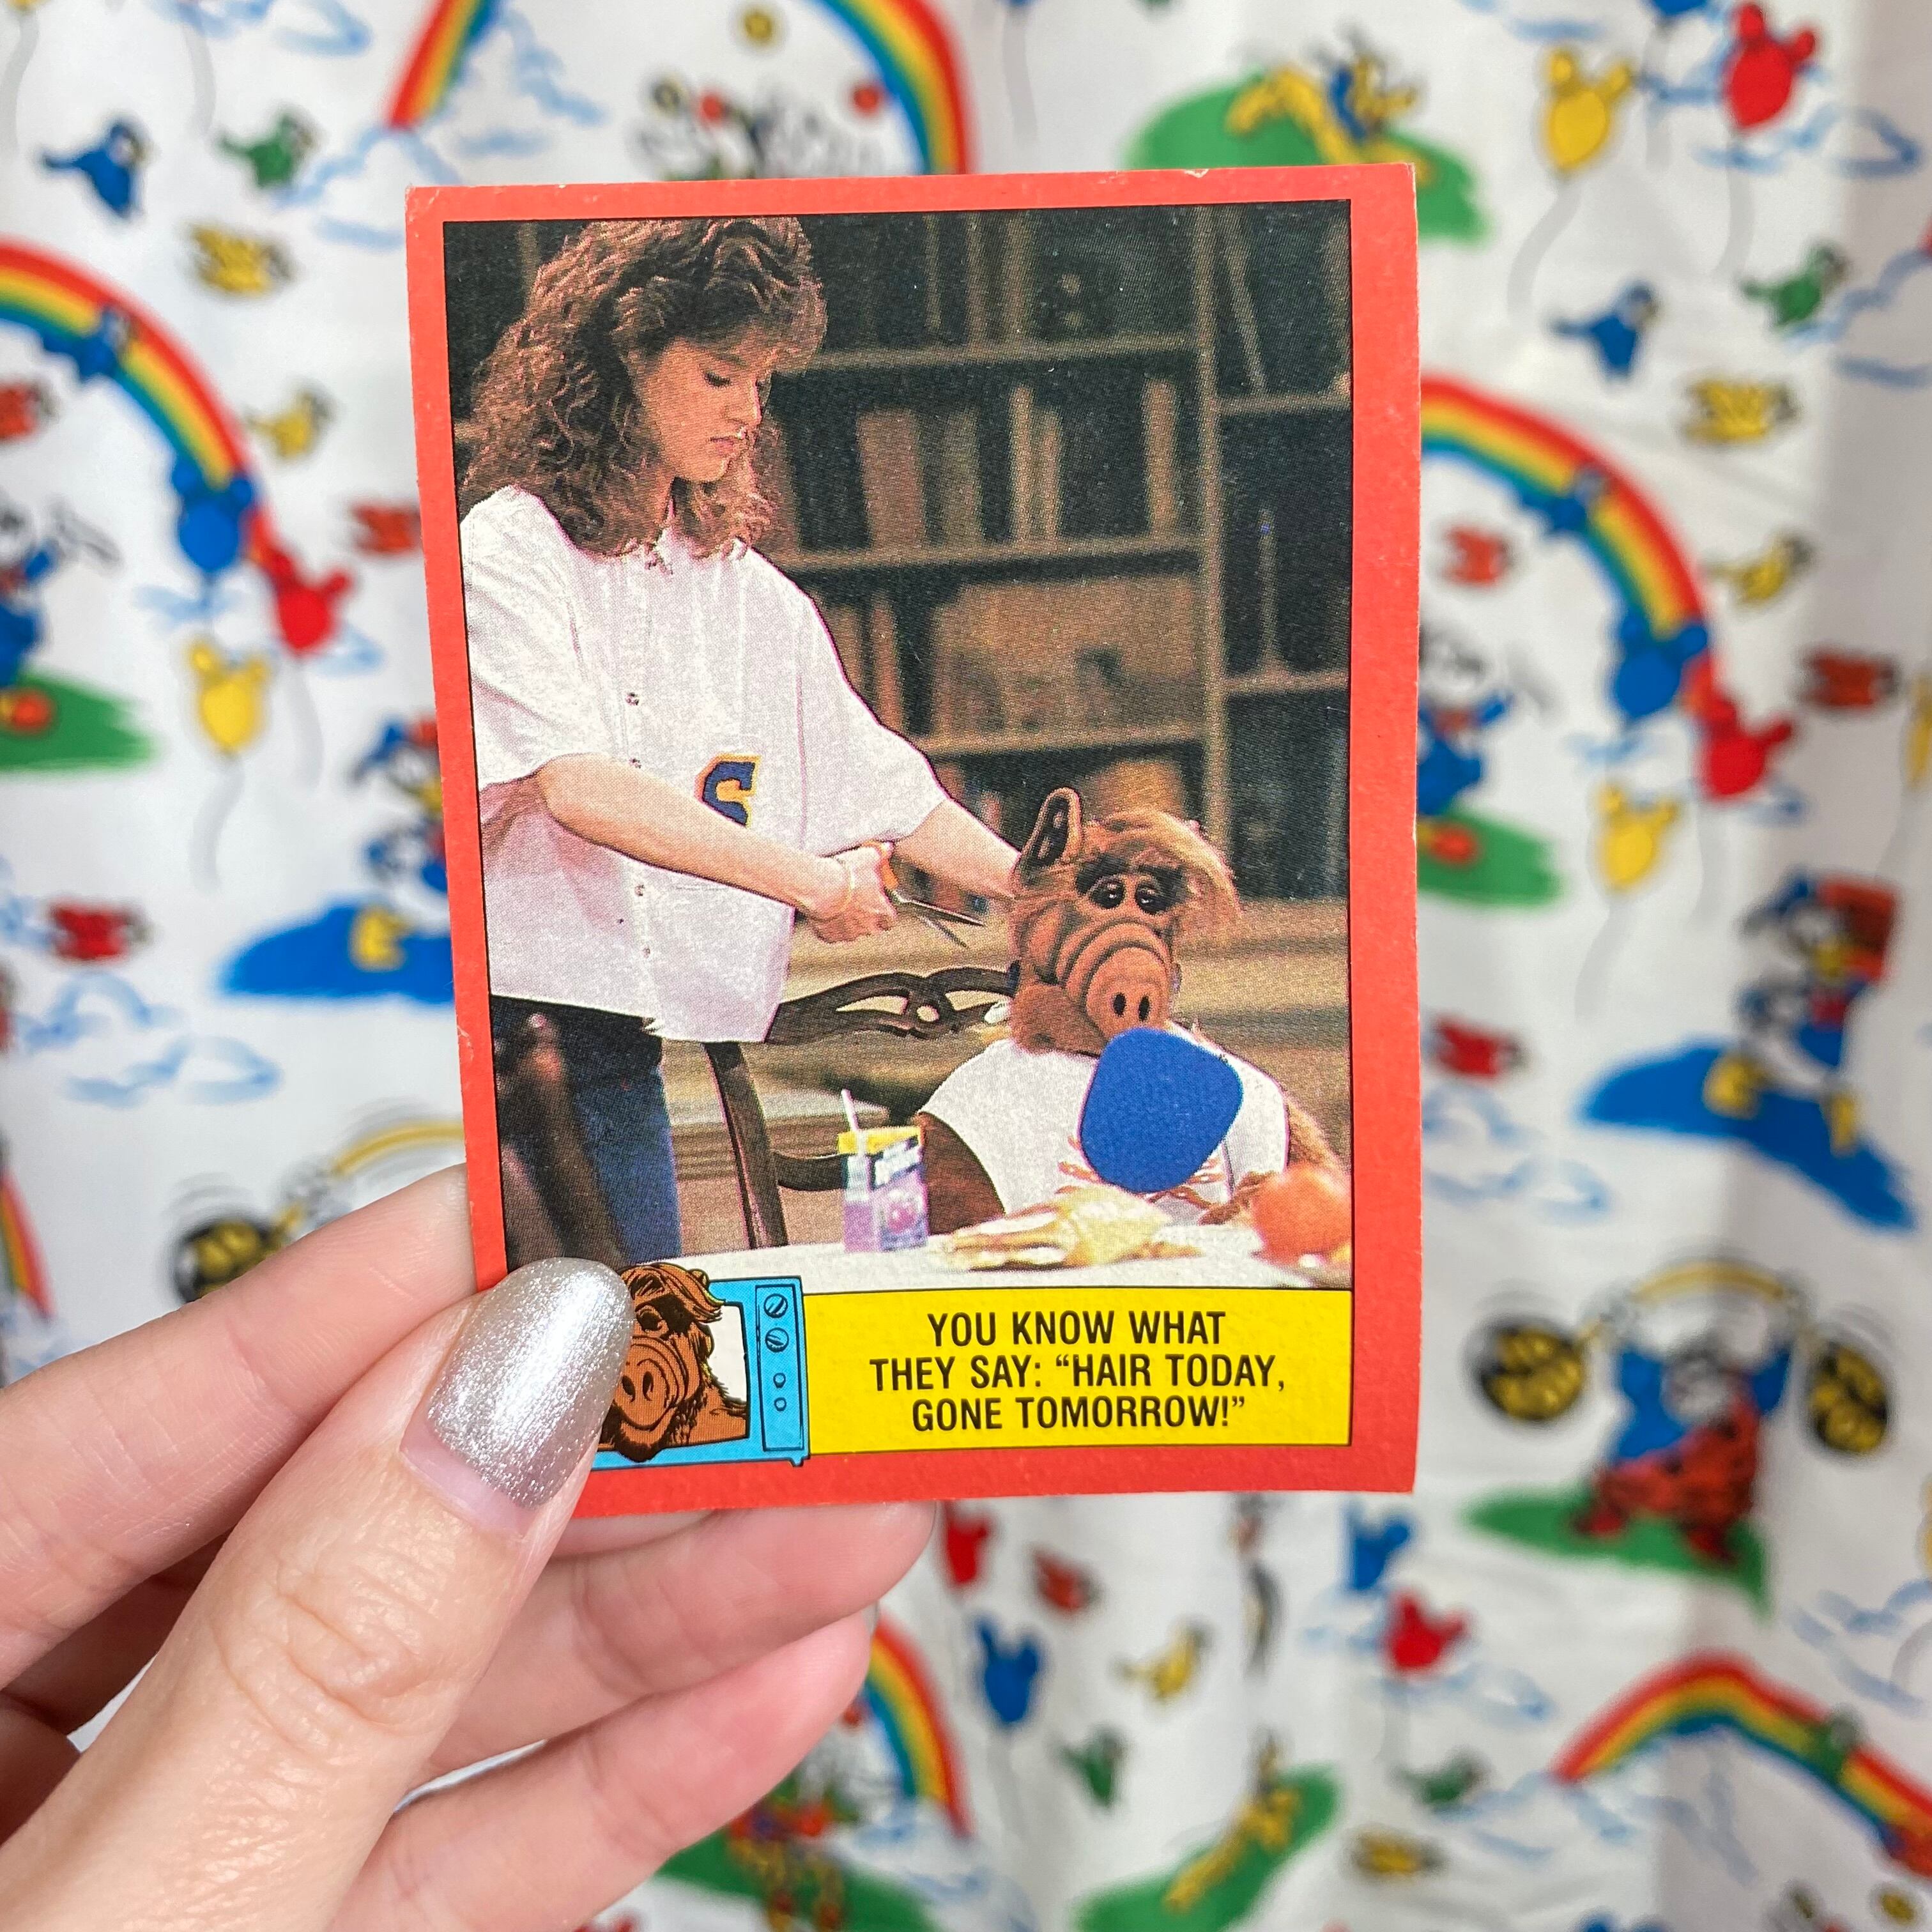 S
YOU KNOW WHAT
THEY SAY: “HAIR TODAY,
GONE TOMORROW!”